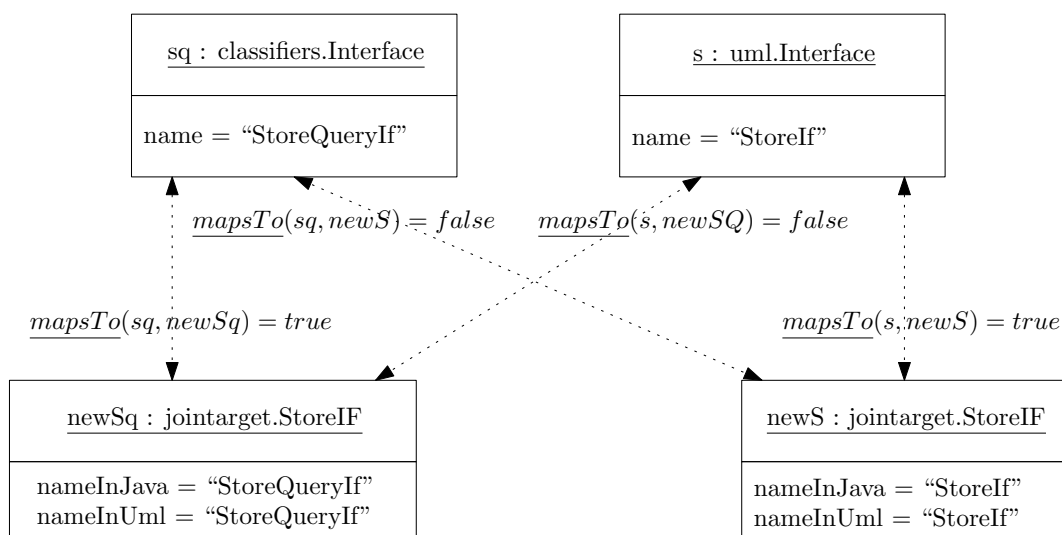 sq : classifiers.Interface
s : uml.Interface
name = “StoreQueryIf”
name = “StoreIf”
mapsTo(sq, newS) = false
mapsTo(s, newSQ) = false
mapsTo(sq, newSq) = true
mapsTo(s, newS) = true
newSq : jointarget.StoreIF
newS : jointarget.StoreIF
nameInJava = “StoreQueryIf”
nameInUml = “StoreQueryIf”
nameInJava = “StoreIf”
nameInUml = “StoreIf”